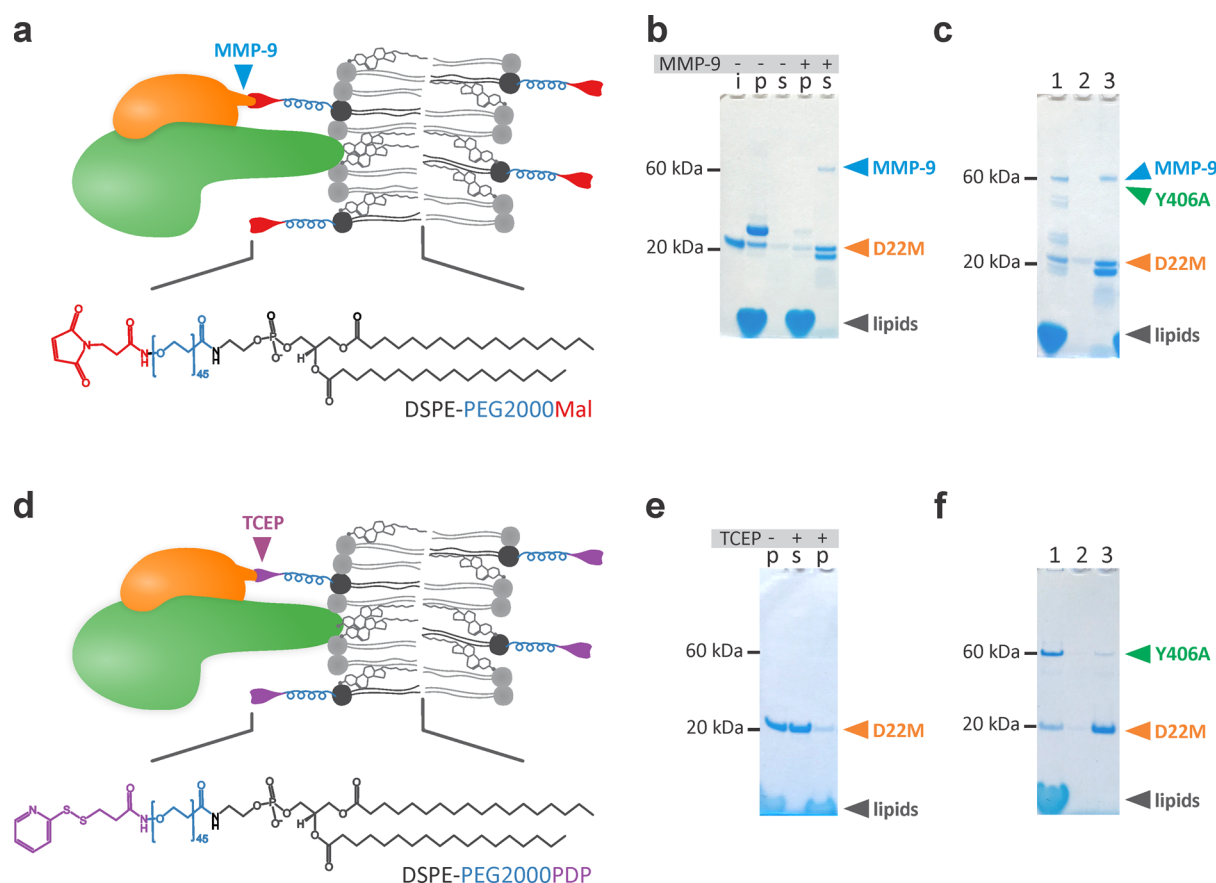 a
MMP-9
O
O
N
O
N
H
O
O
45
N
H
O
O
P
O-
O
H
O
O
O
O
DSPE-PEG2000Mal
b
MMP-9 - - - + +
i p s p s
60 kDa
20 kDa
MMP-9
D22M
lipids
c
1 2 3
60 kDa
20 kDa
MMP-9
Y406A
D22M
lipids
d
TCEP
N
S
S
O
N
H
O
O
45
N
H
O
O
P
O-
O
H
O
O
O
O
DSPE-PEG2000PDP
e
TCEP - + +
p s p
60 kDa
20 kDa
D22M
lipids
f
1 2 3
60 kDa
20 kDa
Y406A
D22M
lipids